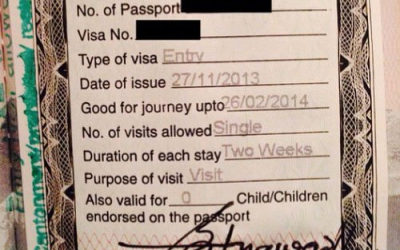 No. of Passport
Visa No.
Type of visa Entry
Date of issue 27/11/2013
Good for journey upto 26/02/2014
No. of visits allowed Single
Duration of each stay Two Weeks
Purpose of visit Visit
Also valid for 0 Child/Children
endorsed on the passport